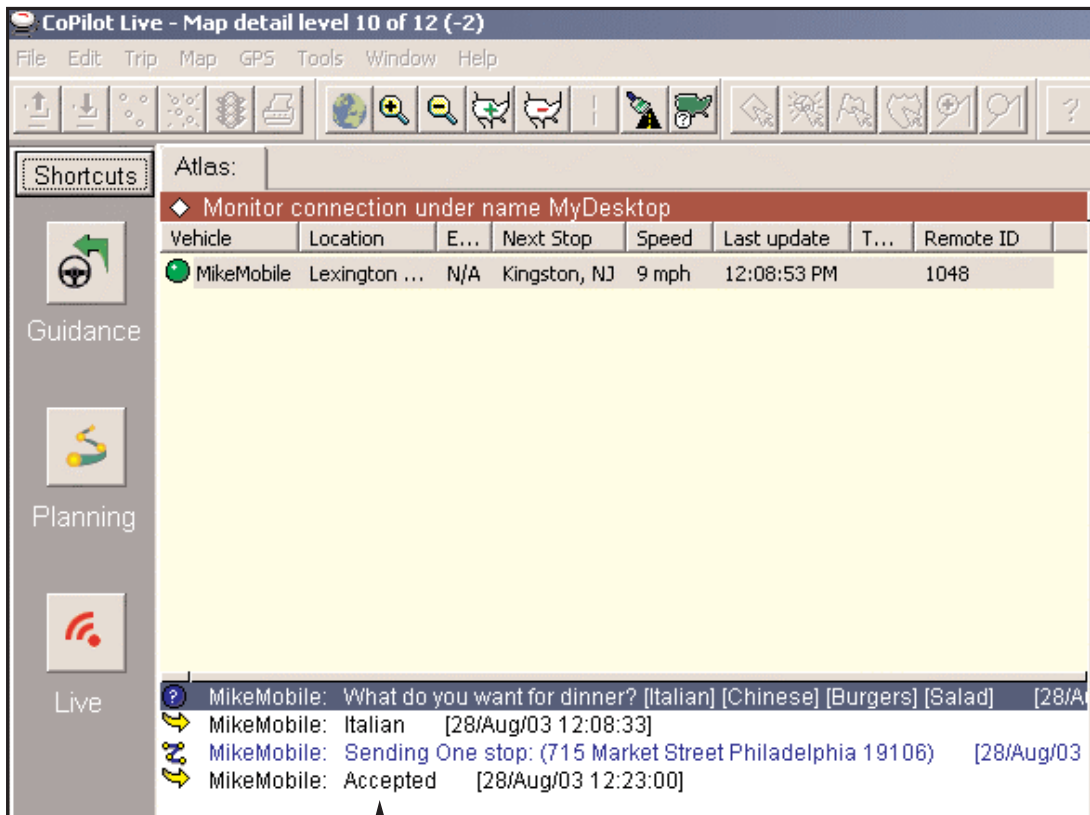 CoPilot Live - Map detail level 10 of 12 (-2)
File Edit Trip Map GPS Tools Window Help
?
Shortcuts
Atlas:
Monitor connection under name MyDesktop
Vehicle Location E... Next Stop Speed Last update T... Remote ID
MikeMobile Lexington ... N/A Kingston, NJ 9 mph 12:08:53 PM 1048
Guidance
Planning
Live
? MikeMobile: What do you want for dinner? [Italian] [Chinese] [Burgers] [Salad] [28/A
MikeMobile: Italian [28/Aug/03 12:08:33]
MikeMobile: Sending One stop: (715 Market Street Philadelphia 19106) [28/Aug/03
MikeMobile: Accepted [28/Aug/03 12:23:00]